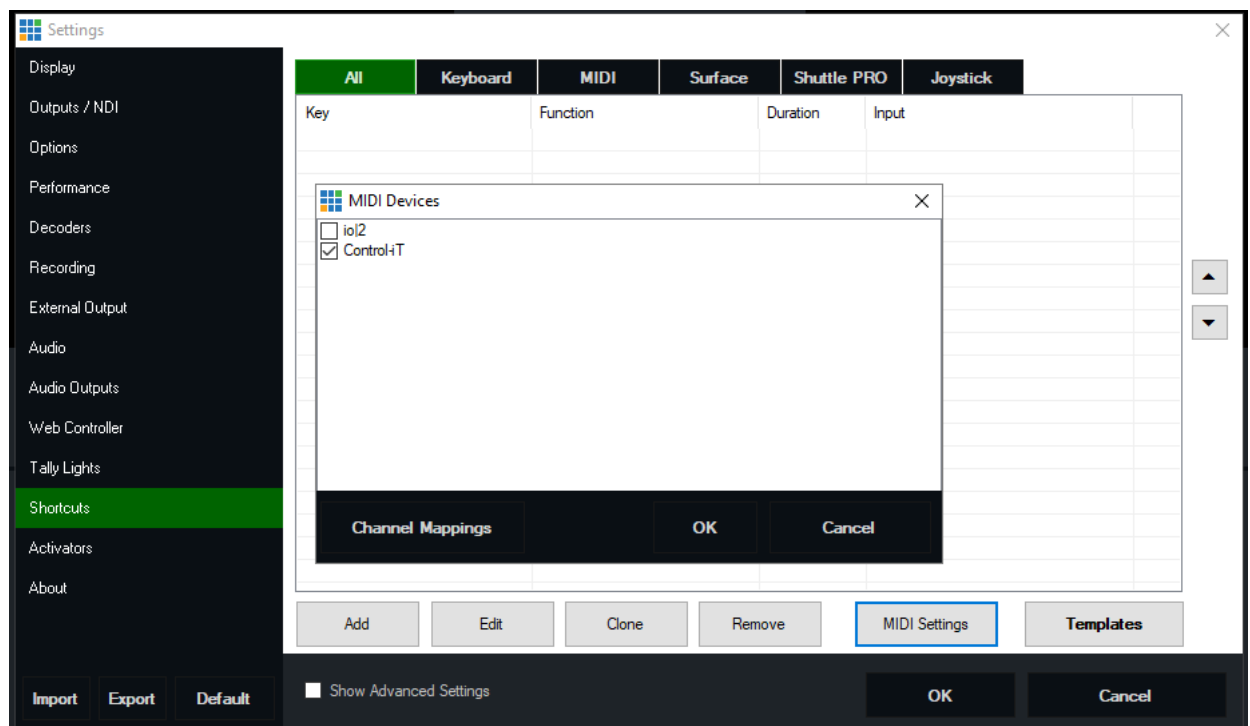 Settings
Display
Outputs / NDI
Options
Performance
Decoders
Recording
External Output
Audio
Audio Outputs
Web Controller
Tally Lights
Shortcuts
Activators
About
Import Export Default
All Keyboard MIDI Surface Shuttle PRO Joystick
Key Function Duration Input
MIDI Devices
io|2
Control-iT
Channel Mappings OK Cancel
Add Edit Clone Remove MIDI Settings Templates
Show Advanced Settings
OK Cancel